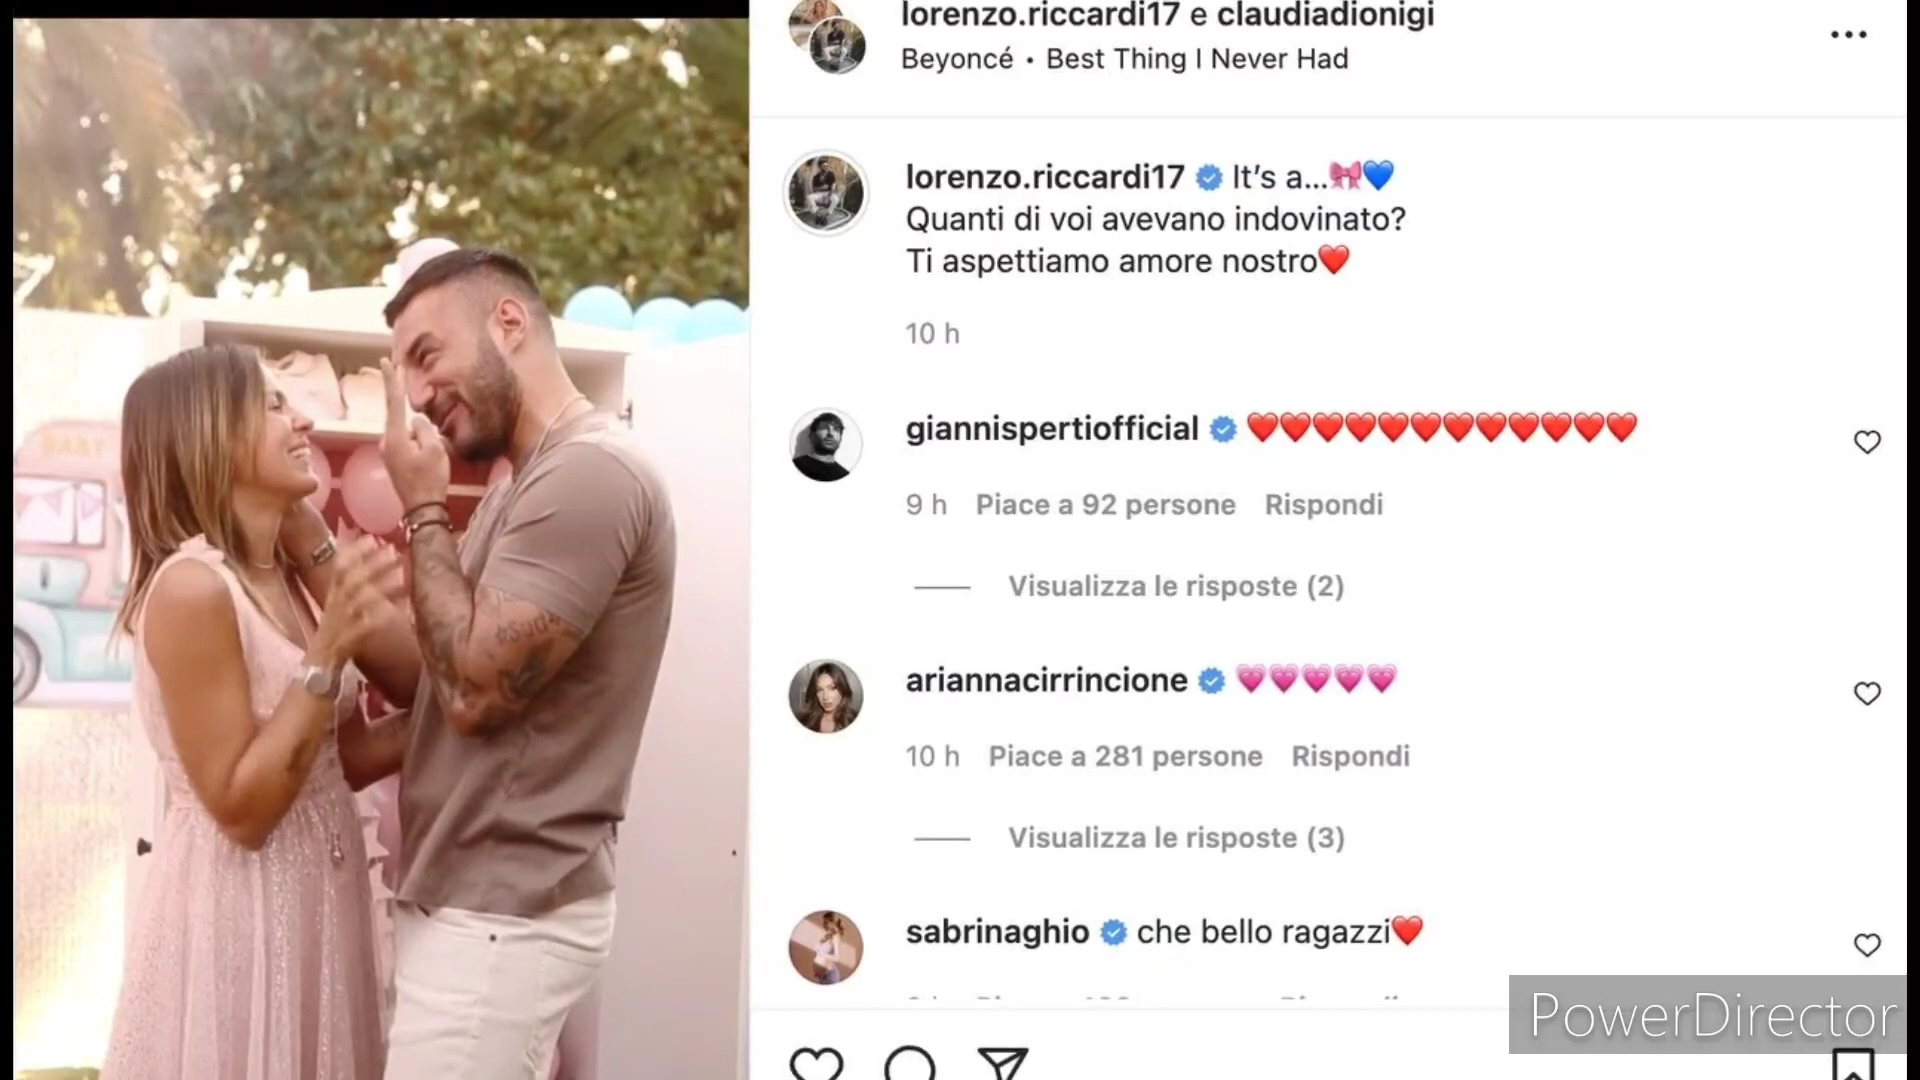 lorenzo.riccardi17 e claudiadionigi
Beyoncé • Best Thing I Never Had
lorenzo.riccardi17 It’s a...🎀💙
Quanti di voi avevano indovinato?
Ti aspettiamo amore nostro❤️
10 h
giannispertiofficial ❤️❤️❤️❤️❤️❤️❤️❤️❤️❤️❤️❤️
9 h Piace a 92 persone Rispondi
Visualizza le risposte (2)
ariannacirrincione 💗💗💗💗💗
10 h Piace a 281 persone Rispondi
Visualizza le risposte (3)
sabrinaghio che bello ragazzi❤️
BABY
PowerDirector